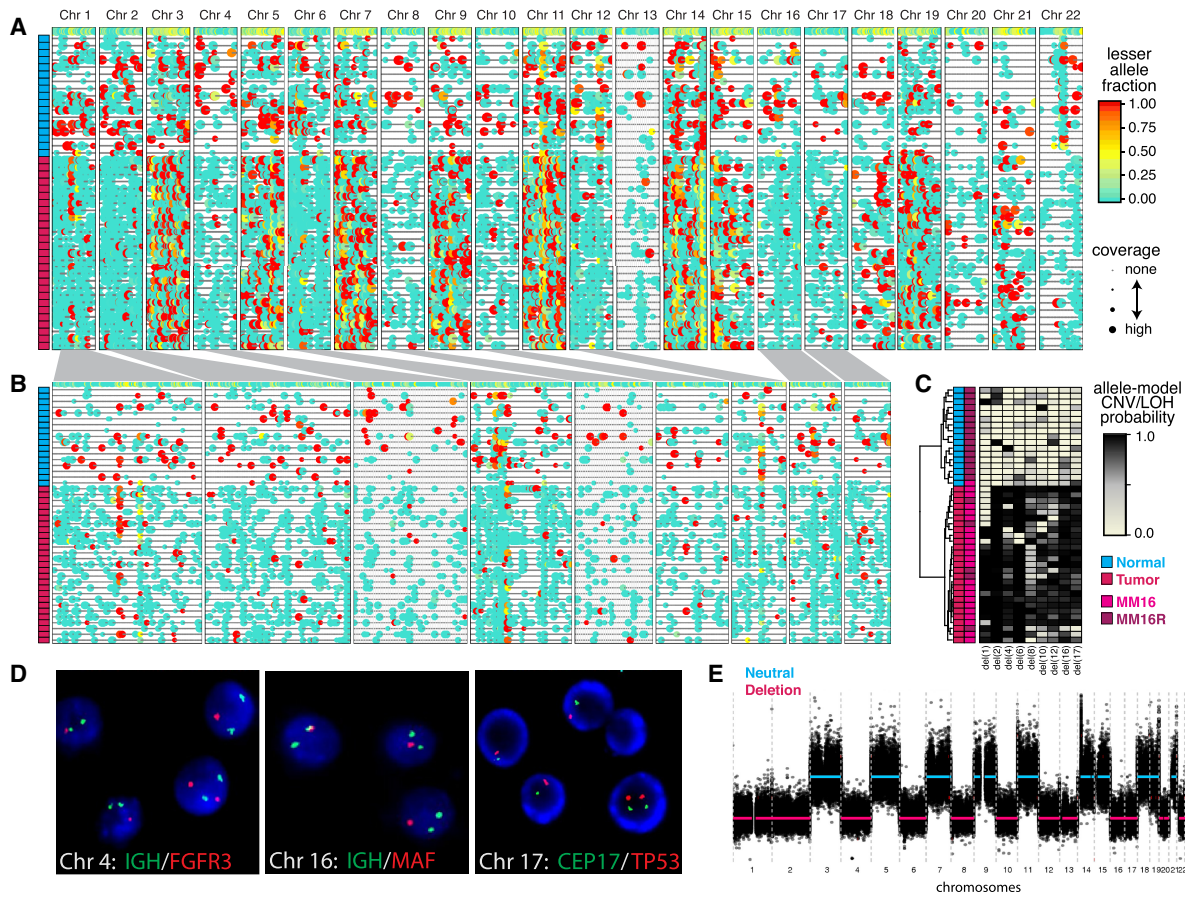 A
Chr 1 Chr 2 Chr 3 Chr 4 Chr 5 Chr 6 Chr 7 Chr 8 Chr 9 Chr 10 Chr 11 Chr 12 Chr 13 Chr 14 Chr 15 Chr 16 Chr 17 Chr 18 Chr 19 Chr 20 Chr 21 Chr 22
lesser
allele
fraction
1.00
0.75
0.50
0.25
0.00
coverage
none
high
B
C
allele-model
CNV/LOH
probability
1.0
0.0
Normal
Tumor
MM16
MM16R
del(1)
del(2)
del(4)
del(6)
del(8)
del(10)
del(12)
del(16)
del(17)
D
Chr 4: IGH/FGFR3
Chr 16: IGH/MAF
Chr 17: CEP17/TP53
E
Neutral
Deletion
1 2 3 4 5 6 7 8 9 10 11 12 13 14 15 16 17 18 19 20 21 22
chromosomes